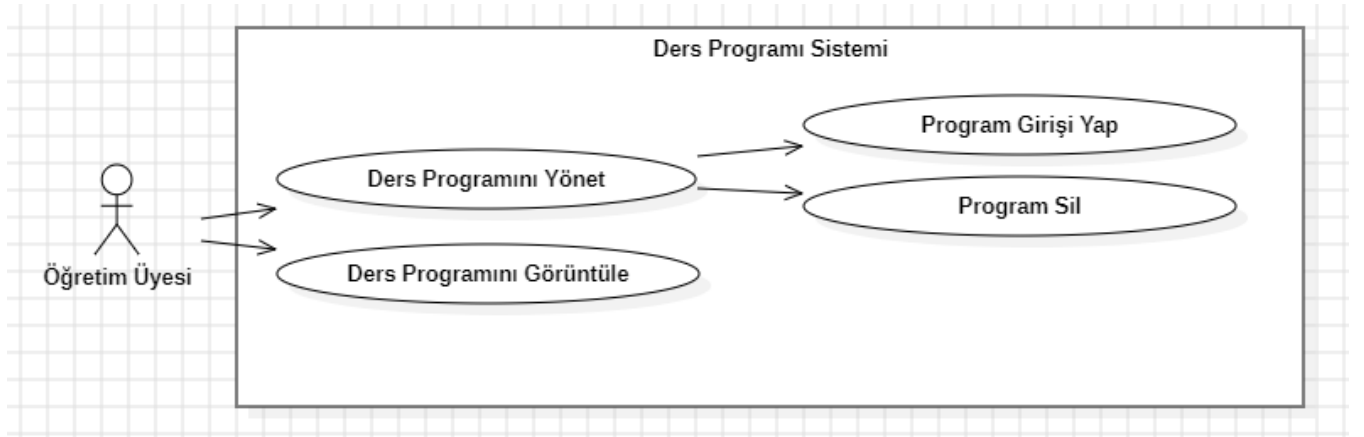 Ders Programı Sistemi
Program Girişi Yap
Ders Programını Yönet
Program Sil
Öğretim Üyesi
Ders Programını Görüntüle